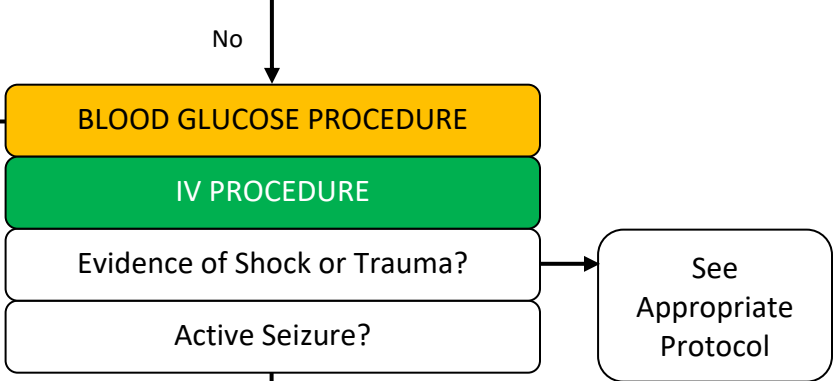 No
BLOOD GLUCOSE PROCEDURE
IV PROCEDURE
Evidence of Shock or Trauma?
Active Seizure?
See
Appropriate
Protocol